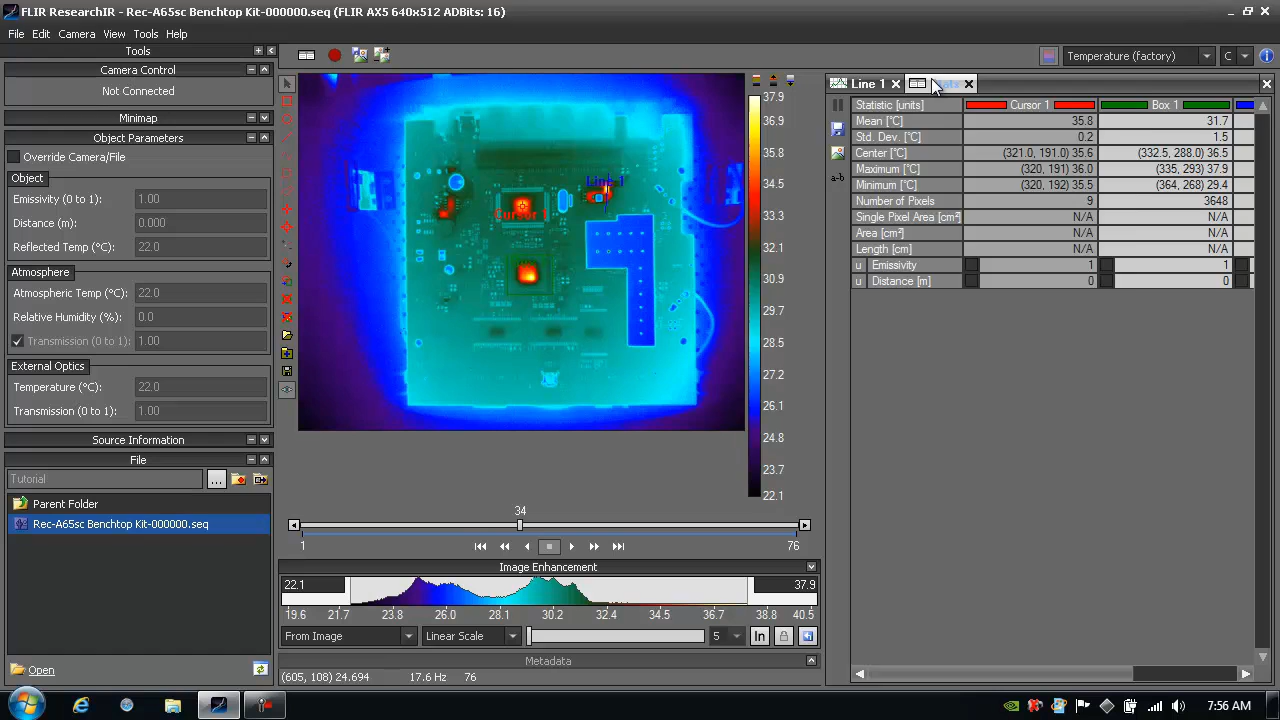 FLIR ResearchIR - Rec-A65sc Benchtop Kit-000000.seq (FLIR AX5 640x512 ADBits: 16)
File Edit Camera View Tools Help
Tools
Camera Control
Not Connected
Minimap
Object Parameters
Override Camera/File
Object
Emissivity (0 to 1): 1.00
Distance (m): 0.000
Reflected Temp (°C): 22.0
Atmosphere
Atmospheric Temp (°C): 22.0
Relative Humidity (%): 0.0
Transmission (0 to 1): 1.00
External Optics
Temperature (°C): 22.0
Transmission (0 to 1): 1.00
Source Information
File
Tutorial ...
Parent Folder
Rec-A65sc Benchtop Kit-000000.seq
Open
Line 1
Cursor 1
37.9
36.9
35.8
34.5
33.3
32.1
30.9
29.7
28.5
27.2
26.1
24.8
23.7
22.1
34
1 76
Image Enhancement
22.1 37.9
19.6 21.7 23.8 26.0 28.1 30.2 32.4 34.5 36.7 38.8 40.5
From Image Linear Scale 5 In
Metadata
(605, 108) 24.694 17.6 Hz 76
Temperature (factory) C
Line 1
Statistic [units] Cursor 1 Box 1
Mean [°C] 35.8 31.7
Std. Dev. [°C] 0.2 1.5
Center [°C] (321.0, 191.0) 35.6 (332.5, 288.0) 36.5
Maximum [°C] (320, 191) 36.0 (335, 293) 37.9
Minimum [°C] (320, 192) 35.5 (364, 268) 29.4
Number of Pixels 9 3648
Single Pixel Area [cm²] N/A N/A
Area [cm²] N/A N/A
Length [cm] N/A N/A
u Emissivity 1 1
u Distance [m] 0 0
a-b
7:56 AM